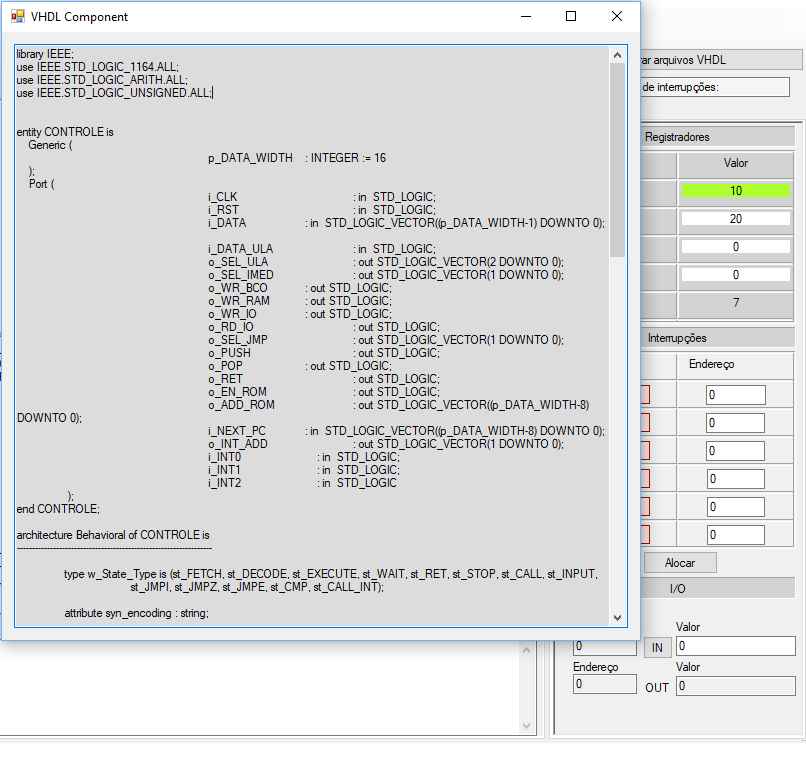 VHDL Component
library IEEE;
use IEEE.STD_LOGIC_1164.ALL;
use IEEE.STD_LOGIC_ARITH.ALL;
use IEEE.STD_LOGIC_UNSIGNED.ALL;
entity CONTROLE is
Generic (
p_DATA_WIDTH : INTEGER := 16
);
Port (
i_CLK : in STD_LOGIC;
i_RST : in STD_LOGIC;
i_DATA : in STD_LOGIC_VECTOR((p_DATA_WIDTH-1) DOWNTO 0);
i_DATA_ULA : in STD_LOGIC;
o_SEL_ULA : out STD_LOGIC_VECTOR(2 DOWNTO 0);
o_SEL_IMED : out STD_LOGIC_VECTOR(1 DOWNTO 0);
o_WR_BCO : out STD_LOGIC;
o_WR_RAM : out STD_LOGIC;
o_WR_IO : out STD_LOGIC;
o_RD_IO : out STD_LOGIC;
o_SEL_JMP : out STD_LOGIC_VECTOR(1 DOWNTO 0);
o_PUSH : out STD_LOGIC;
o_POP : out STD_LOGIC;
o_RET : out STD_LOGIC;
o_EN_ROM : out STD_LOGIC;
o_ADD_ROM : out STD_LOGIC_VECTOR((p_DATA_WIDTH-8)
DOWNTO 0);
i_NEXT_PC : in STD_LOGIC_VECTOR((p_DATA_WIDTH-8) DOWNTO 0);
o_INT_ADD : out STD_LOGIC_VECTOR(1 DOWNTO 0);
i_INT0 : in STD_LOGIC;
i_INT1 : in STD_LOGIC;
i_INT2 : in STD_LOGIC
);
end CONTROLE;
architecture Behavioral of CONTROLE is
------------------------------------------------------------------
type w_State_Type is (st_FETCH, st_DECODE, st_EXECUTE, st_WAIT, st_RET, st_STOP, st_CALL, st_INPUT,
st_JMPI, st_JMPZ, st_JMPE, st_CMP, st_CALL_INT);
attribute syn_encoding : string;
arquivos VHDL
de interrupções:
Registradores
Valor
10
20
0
0
7
Interrupções
Endereço
0
0
0
0
0
0
Alocar
I/O
Valor
0 IN 0
Endereço Valor
0 OUT 0